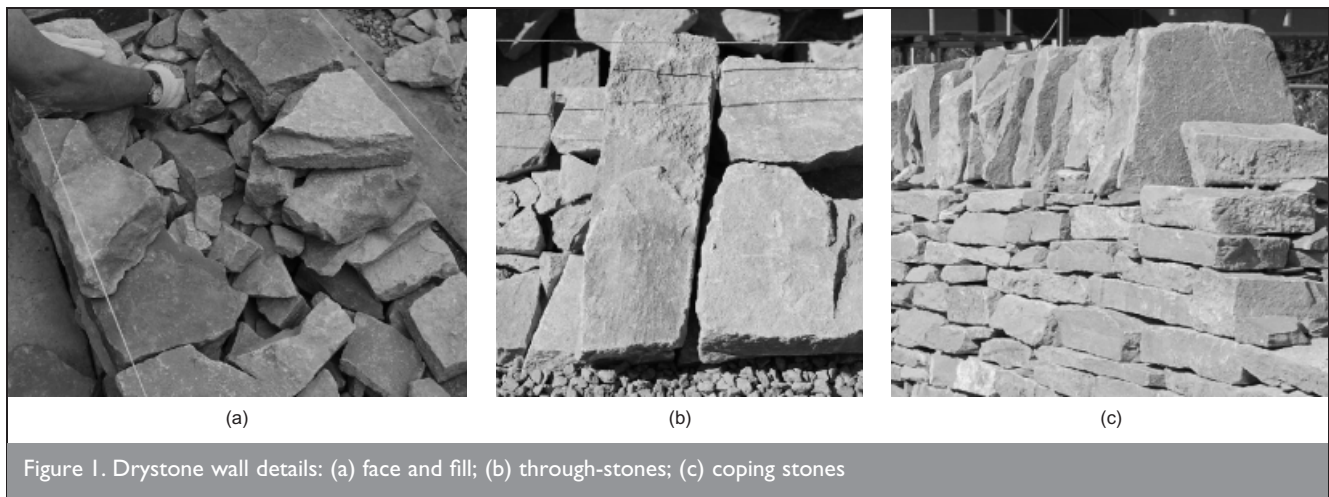 (a)
(b)
(c)
Figure 1. Drystone wall details: (a) face and fill; (b) through-stones; (c) coping stones